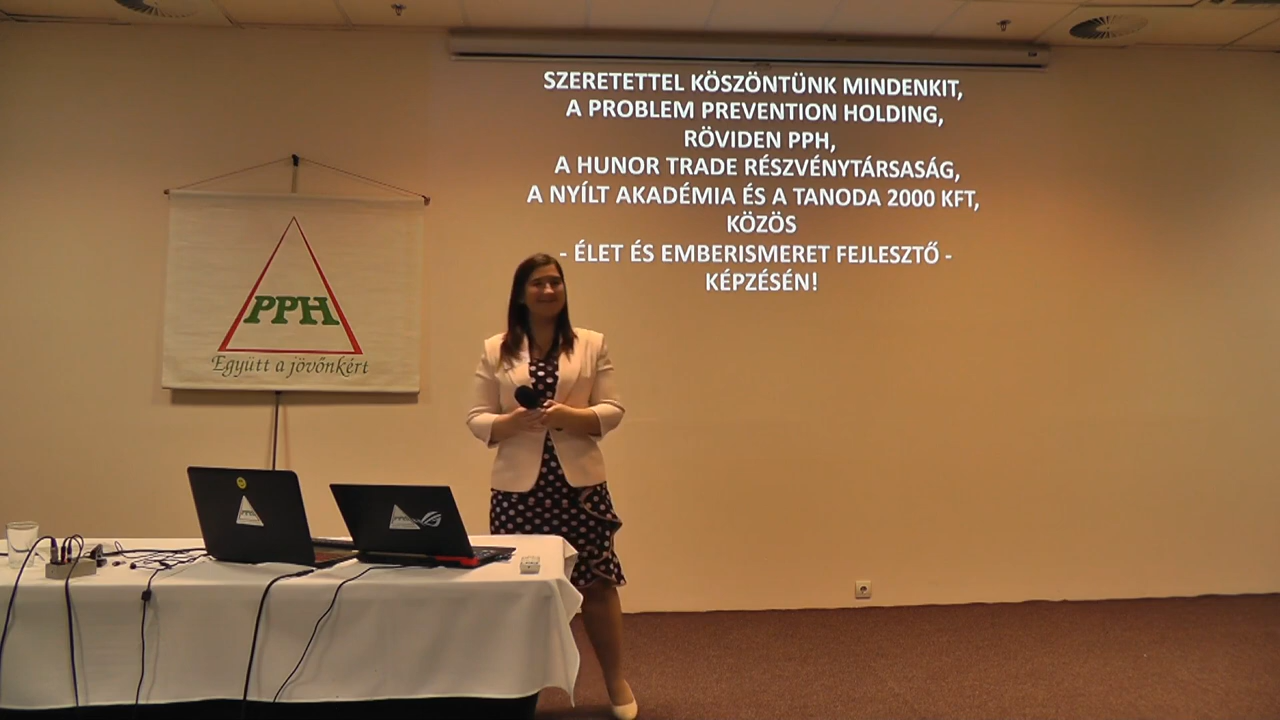 SZERETETTEL KÖSZÖNTÜNK MINDENKIT,
A PROBLEM PREVENTION HOLDING,
RÖVIDEN PPH,
A HUNOR TRADE RÉSZVÉNYTÁRSASÁG,
A NYÍLT AKADÉMIA ÉS A TANODA 2000 KFT,
KÖZÖS
- ÉLET ÉS EMBERISMERET FEJLESZTŐ -
KÉPZÉSÉN!
PPH
Együtt a jövőnkért